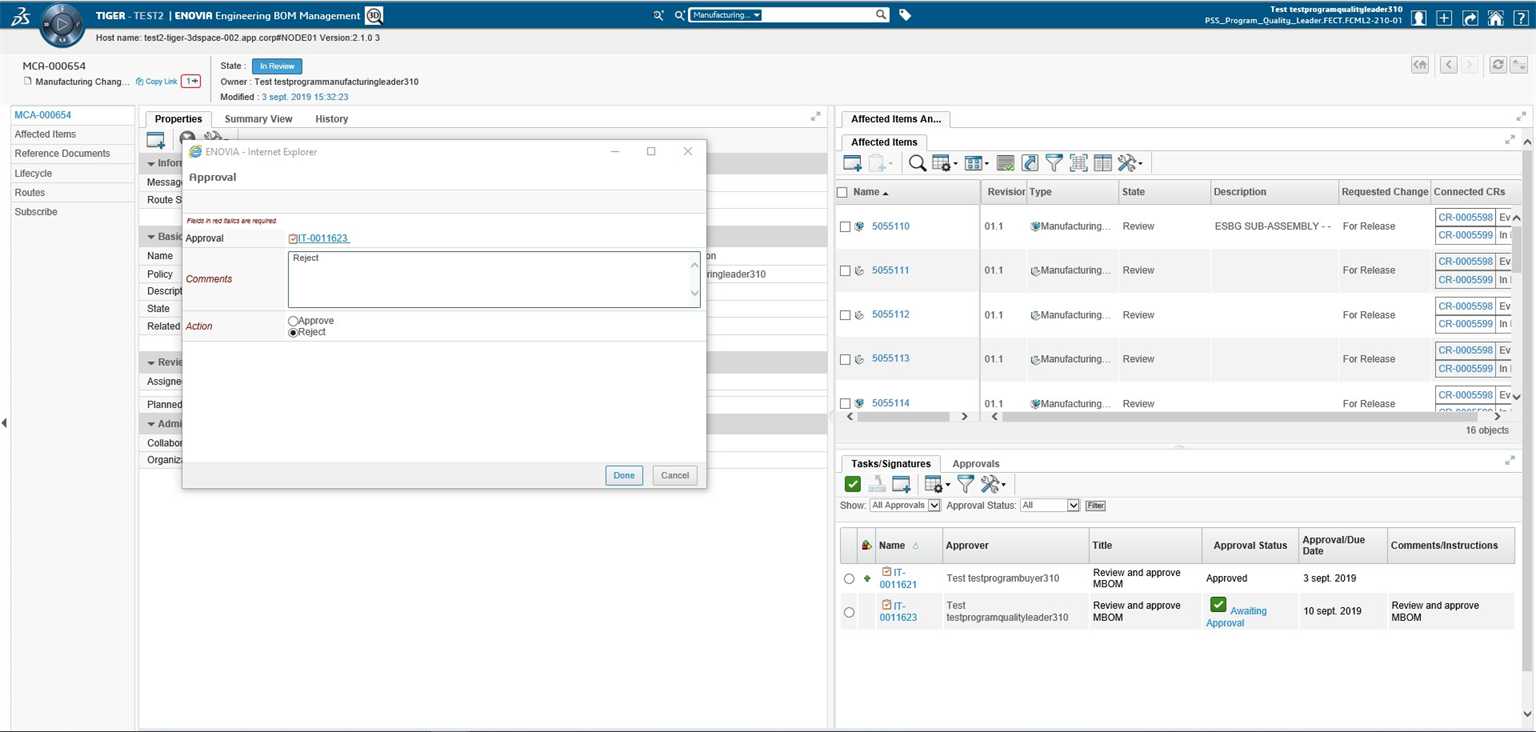 TIGER - TEST2 | ENOVIA Engineering BOM Management
Manufacturing...
Test testprogramqualityleader310
PSS_Program_Quality_Leader.FECT.FCML2-210-01
Host name: test2-tiger-3dspace-002.app.corp#NODE01 Version:2.1.0 3
MCA-000654
Manufacturing Chang... Copy Link 1
State : In Review
Owner : Test testprogrammanufacturingleader310
Modified : 3 sept. 2019 15:32:23
MCA-000654
Affected Items
Reference Documents
Lifecycle
Routes
Subscribe
Properties Summary View History
Infor
Messag
Route S
Basic
Name
on
Policy
ringleader310
Descript
State
Related
Revie
Assigne
Planned
Admi
Collabor
Organiza
ENOVIA - Internet Explorer
Approval
Fields in red italics are required.
Approval IT-0011623
Comments Reject
Action Approve
Reject
Done Cancel
Affected Items An...
Affected Items
Name Revision Type State Description Requested Change Connected CRs
5055110 01.1 Manufacturing... Review ESBG SUB-ASSEMBLY - - For Release CR-0005598 Ev
CR-0005599 In
5055111 01.1 Manufacturing... Review For Release CR-0005598 Ev
CR-0005599 In
5055112 01.1 Manufacturing... Review For Release CR-0005598 Ev
CR-0005599 In
5055113 01.1 Manufacturing... Review For Release CR-0005598 Ev
CR-0005599 In
5055114 01.1 Manufacturing... Review For Release CR-0005598 Ev
16 objects
Tasks/Signatures Approvals
Show: All Approvals Approval Status: All Filter
Name Approver Title Approval Status Approval/Due Date Comments/Instructions
IT-0011621 Test testprogrambuyer310 Review and approve MBOM Approved 3 sept. 2019
IT-0011623 Test testprogramqualityleader310 Review and approve MBOM Awaiting Approval 10 sept. 2019 Review and approve MBOM